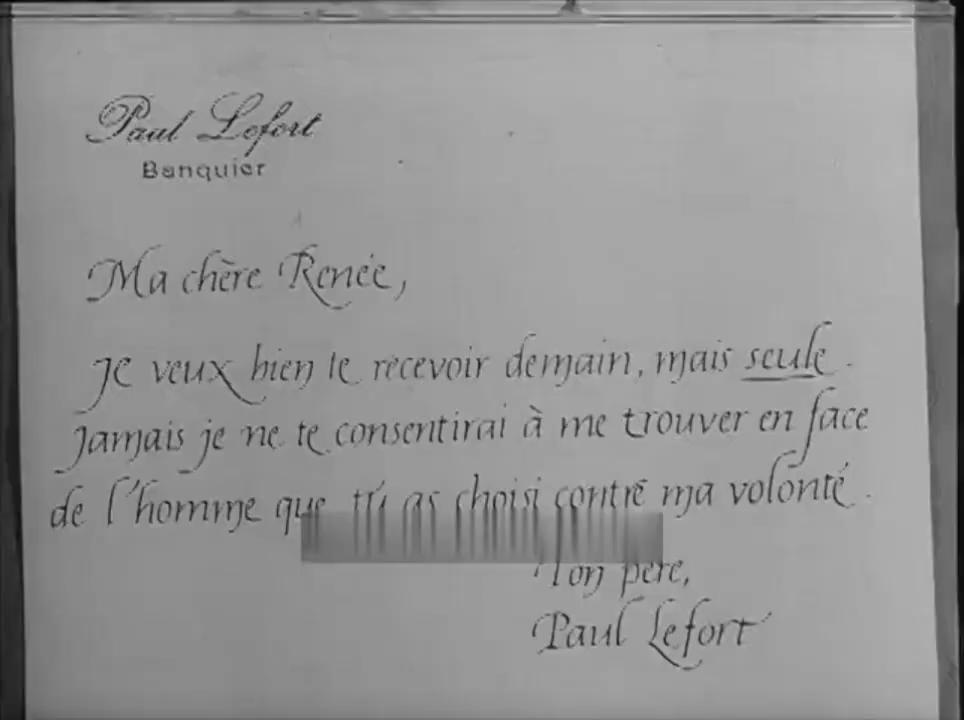 Paul Lefort
Banquier
Ma chère Renée,
Je veux bien te recevoir demain, mais seule.
Jamais je ne te consentirai à me trouver en face
de l'homme que tu as choisi contre ma volonté.
Ton père,
Paul Lefort